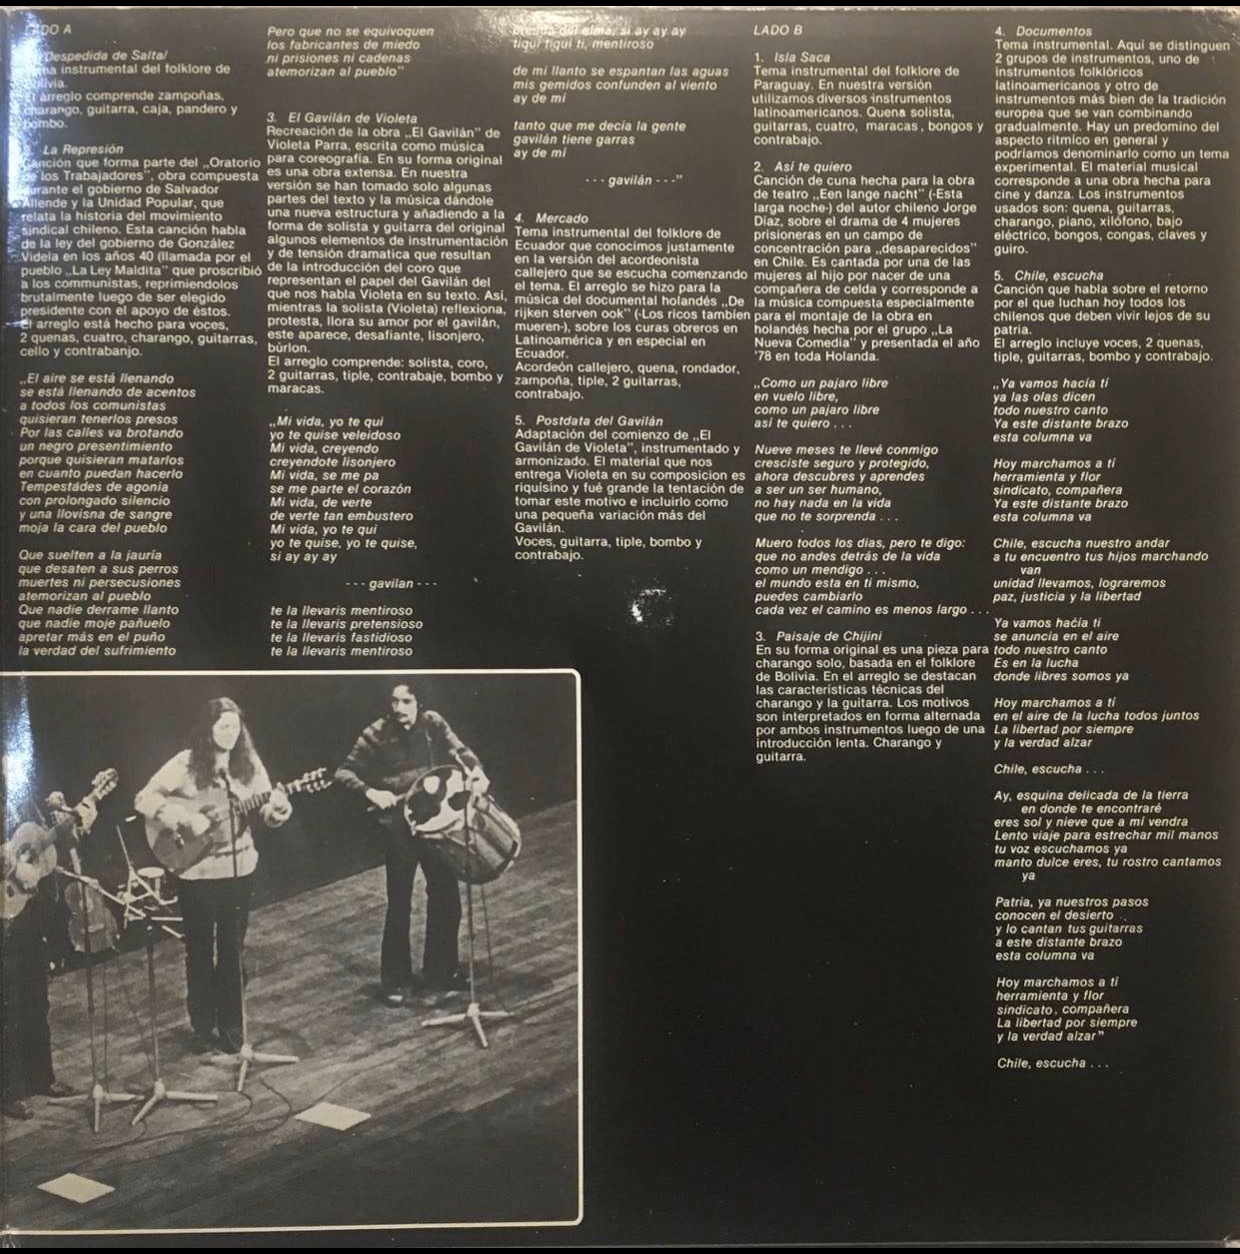 LADO A
Despedida de Salta/
instrumental del folklore de
Bolivia.
El arreglo comprende zampoñas,
charango, guitarra, caja, pandero y
bombo.
La Represión
Canción que forma parte del „Oratorio
de los Trabajadores", obra compuesta
durante el gobierno de Salvador
Allende y la Unidad Popular, que
relata la historia del movimiento
sindical chileno. Esta canción habla
de la ley del gobierno de González
Videla en los años 40 (llamada por el
pueblo „La Ley Maldita" que proscribió
a los communistas, reprimiendolos
brutalmente luego de ser elegido
presidente con el apoyo de éstos.
El arreglo está hecho para voces,
2 quenas, cuatro, charango, guitarras,
cello y contrabanjo.
„El aire se está llenando
se está llenando de acentos
a todos los comunistas
quisieran tenerlos presos
Por las calles va brotando
un negro presentimiento
porque quisieran matarlos
en cuanto puedan hacerlo
Tempestades de agonia
con prolongado silencio
y una llovisna de sangre
moja la cara del pueblo
Que suelten a la jauría
que desaten a sus perros
muertes ni persecusiones
atemorizan al pueblo
Que nadie derrame llanto
que nadie moje pañuelo
apretar más en el puño
la verdad del sufrimiento
Pero que no se equivoquen
los fabricantes de miedo
ni prisiones ni cadenas
atemorizan al pueblo"
3. El Gavilán de Violeta
Recreación de la obra „El Gavilán" de
Violeta Parra, escrita como música
para coreografía. En su forma original
es una obra extensa. En nuestra
versión se han tomado solo algunas
partes del texto y la música dándole
una nueva estructura y añadiendo a la
forma de solista y guitarra del original
algunos elementos de instrumentación
y de tensión dramatica que resultan
de la introducción del coro que
representan el papel del Gavilán del
que nos habla Violeta en su texto. Así,
mientras la solista (Violeta) reflexiona,
protesta, llora su amor por el gavilán,
este aparece, desafiante, lisonjero,
búrlon.
El arreglo comprende: solista, coro,
2 guitarras, tiple, contrabaje, bombo y
maracas.
„Mi vida, yo te qui
yo te quise veleidoso
Mi vida, creyendo
creyendote lisonjero
Mi vida, se me pa
se me parte el corazón
Mi vida, de verte
de verte tan embustero
Mi vida, yo te qui
yo te quise, yo te quise,
si ay ay ay
- - - gavilan - - -
te la llevaris mentiroso
te la llevaris pretensioso
te la llevaris fastidioso
te la llevaris mentiroso
prenda del alma, si ay ay ay
tiqui tiqui ti, mentiroso
de mi llanto se espantan las aguas
mis gemidos confunden al viento
ay de mi
tanto que me decía la gente
gavilán tiene garras
ay de mi
- - - gavilán - - -"
4. Mercado
Tema instrumental del folklore de
Ecuador que conocimos justamente
en la versión del acordeonista
callejero que se escucha comenzando
el tema. El arreglo se hizo para la
música del documental holandés „De
rijken sterven ook" (-Los ricos tambien
mueren-), sobre los curas obreros en
Latinoamérica y en especial en
Ecuador.
Acordeón callejero, quena, rondador,
zampoña, tiple, 2 guitarras,
contrabajo.
5. Postdata del Gavilán
Adaptación del comienzo de „El
Gavilán de Violeta", instrumentado y
armonizado. El material que nos
entrega Violeta en su composicion es
riquísino y fué grande la tentación de
tomar este motivo e incluirlo como
una pequeña variación más del
Gavilán.
Voces, guitarra, tiple, bombo y
contrabajo.
LADO B
1. Isla Saca
Tema instrumental del folklore de
Paraguay. En nuestra versión
utilizamos diversos instrumentos
latinoamericanos. Quena solista,
guitarras, cuatro, maracas, bongos y
contrabajo.
2. Así te quiero
Canción de cuna hecha para la obra
de teatro „Een lange nacht" (-Esta
larga noche-) del autor chileno Jorge
Díaz, sobre el drama de 4 mujeres
prisioneras en un campo de
concentración para „desaparecidos"
en Chile. Es cantada por una de las
mujeres al hijo por nacer de una
compañera de celda y corresponde a
la música compuesta especialmente
para el montaje de la obra en
holandés hecha por el grupo „La
Nueva Comedia" y presentada el año
'78 en toda Holanda.
„Como un pajaro libre
en vuelo libre,
como un pajaro libre
así te quiero . . .
Nueve meses te llevé conmigo
cresciste seguro y protegido,
ahora descubres y aprendes
a ser un ser humano,
no hay nada en la vida
que no te sorprenda . . .
Muero todos los dias, pero te digo:
que no andes detrás de la vida
como un mendigo . . .
el mundo esta en ti mismo,
puedes cambiarlo
cada vez el camino es menos largo . . .
3. Paisaje de Chijini
En su forma original es una pieza para
charango solo, basada en el folklore
de Bolivia. En el arreglo se destacan
las características técnicas del
charango y la guitarra. Los motivos
son interpretados en forma alternada
por ambos instrumentos luego de una
introducción lenta. Charango y
guitarra.
4. Documentos
Tema instrumental. Aqui se distinguen
2 grupos de instrumentos, uno de
instrumentos folklóricos
latinoamericanos y otro de
instrumentos más bien de la tradición
europea que se van combinando
gradualmente. Hay un predomino del
aspecto ritmico en general y
podríamos denominarlo como un tema
experimental. El material musical
corresponde a una obra hecha para
cine y danza. Los instrumentos
usados son: quena, guitarras,
charango, piano, xilófono, bajo
eléctrico, bongos, congas, claves y
guiro.
5. Chile, escucha
Canción que habla sobre el retorno
por el que luchan hoy todos los
chilenos que deben vivir lejos de su
patria.
El arreglo incluye voces, 2 quenas,
tiple, guitarras, bombo y contrabajo.
„Ya vamos hacía ti
ya las olas dicen
todo nuestro canto
Ya este distante brazo
esta columna va
Hoy marchamos a ti
herramienta y flor
sindicato, compañera
Ya este distante brazo
esta columna va
Chile, escucha nuestro andar
a tu encuentro tus hijos marchando
van
unidad llevamos, lograremos
paz, justicia y la libertad
Ya vamos hacía ti
se anuncia en el aire
todo nuestro canto
Es en la lucha
donde libres somos ya
Hoy marchamos a ti
en el aire de la lucha todos juntos
La libertad por siempre
y la verdad alzar
Chile, escucha . . .
Ay, esquina delicada de la tierra
en donde te encontraré
eres sol y nieve que a mí vendra
Lento viaje para estrechar mil manos
tu voz escuchamos ya
manto dulce eres, tu rostro cantamos
ya
Patria, ya nuestros pasos
conocen el desierto
y lo cantan tus guitarras
a este distante brazo
esta columna va
Hoy marchamos a ti
herramienta y flor
sindicato, compañera
La libertad por siempre
y la verdad alzar"
Chile, escucha . . .